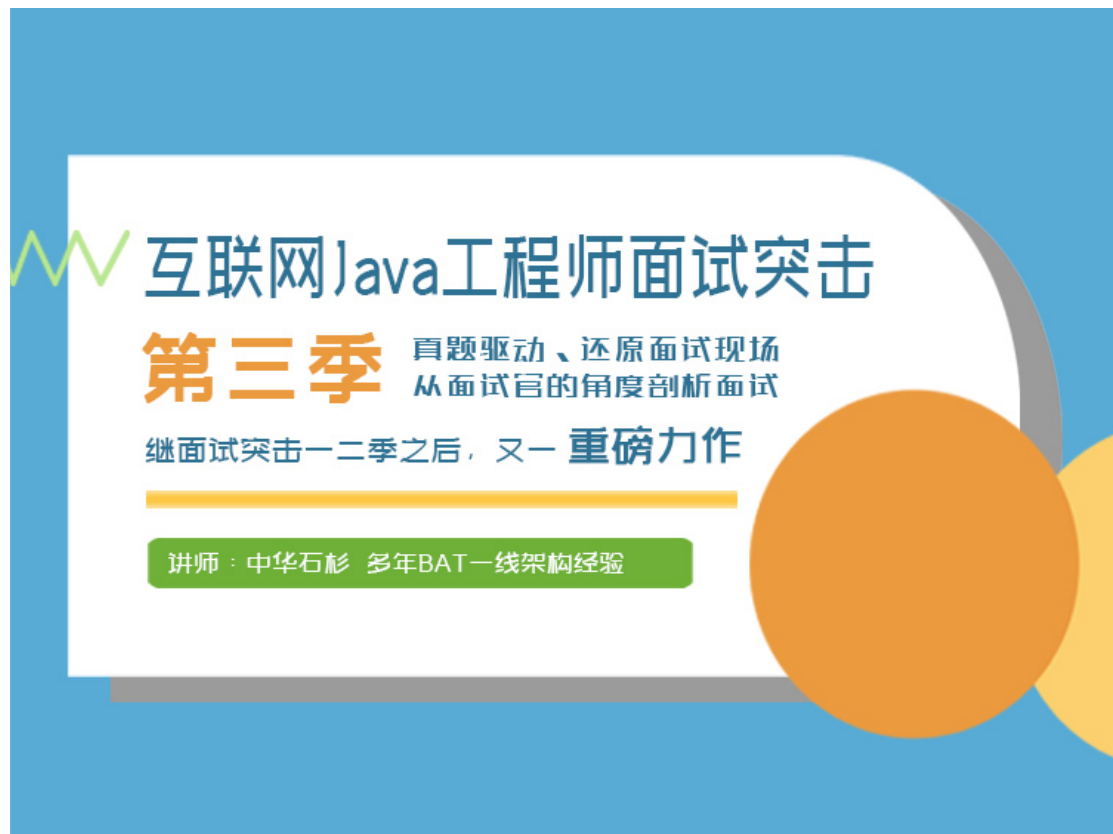 互联网Java工程师面试突击
第三季
真题驱动、还原面试现场
从面试官的角度剖析面试
继面试突击一二季之后，又一 重磅力作
讲师：中华石杉 多年BAT一线架构经验